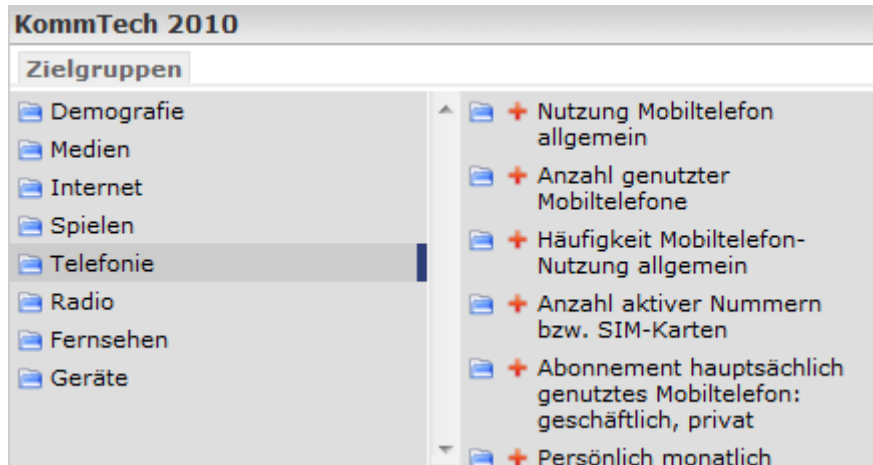 KommTech 2010
Zielgruppen
Demografie
Medien
Internet
Spielen
Telefonie
Radio
Fernsehen
Geräte
Nutzung Mobiltelefon
allgemein
Anzahl genutzter
Mobiltelefone
Häufigkeit Mobiltelefon-
Nutzung allgemein
Anzahl aktiver Nummern
bzw. SIM-Karten
Abonnement hauptsächlich
genutztes Mobiltelefon:
geschäftlich, privat
Persönlich monatlich